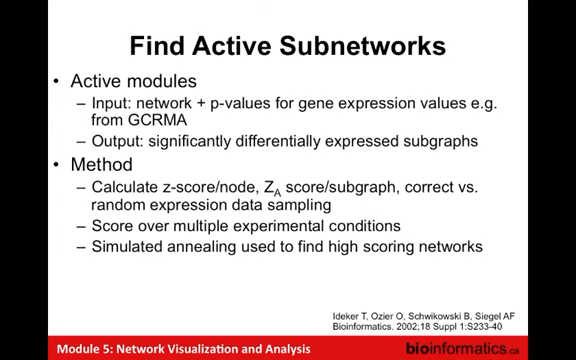 Find Active Subnetworks
• Active modules
– Input: network + p-values for gene expression values e.g.
from GCRMA
– Output: significantly differentially expressed subgraphs
• Method
– Calculate z-score/node, ZA score/subgraph, correct vs.
random expression data sampling
– Score over multiple experimental conditions
– Simulated annealing used to find high scoring networks
Ideker T, Ozier O, Schwikowski B, Siegel AF
Bioinformatics. 2002;18 Suppl 1:S233-40
Module 5: Network Visualization and Analysis
bioinformatics.ca